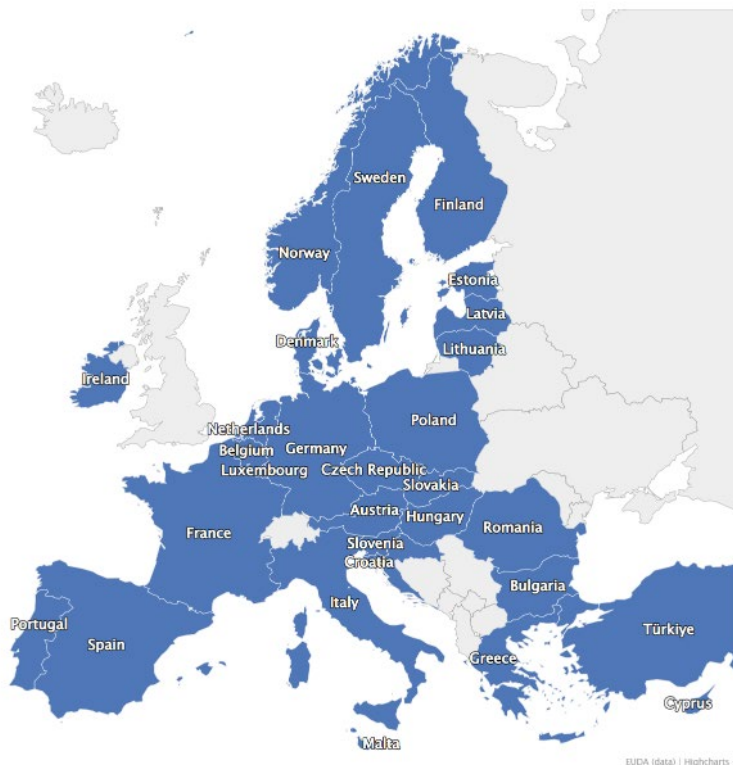 Sweden
Finland
Norway
Estonia
Latvia
Denmark
Lithuania
Ireland
Poland
Netherlands
Germany
Belgium
Luxembourg
Czech Republic
Slovakia
Austria
Hungary
Romania
France
Slovenia
Croatia
Bulgaria
Italy
Portugal
Spain
Türkiye
Greece
Cyprus
Malta
EUDA (data) | Highcharts